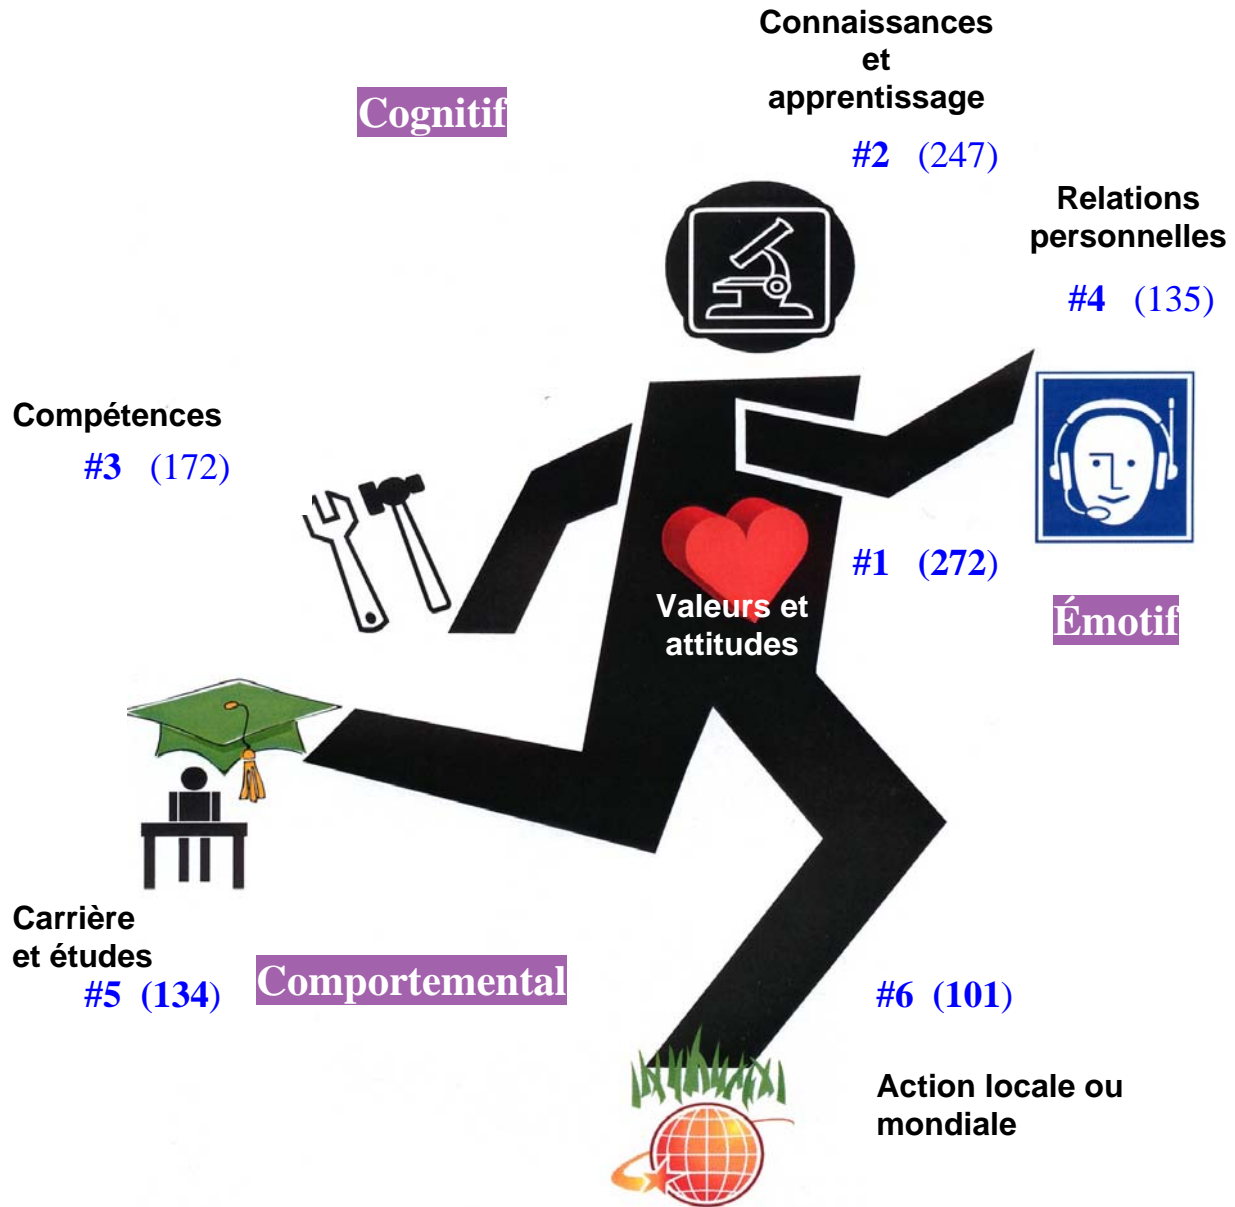 Connaissances
et
apprentissage
Cognitif
#2 (247)
Relations
personnelles
#4 (135)
Compétences
#3 (172)
#1 (272)
Valeurs et
attitudes
Émotif
Carrière
et études
#5 (134)
Comportemental
#6 (101)
Action locale ou
mondiale